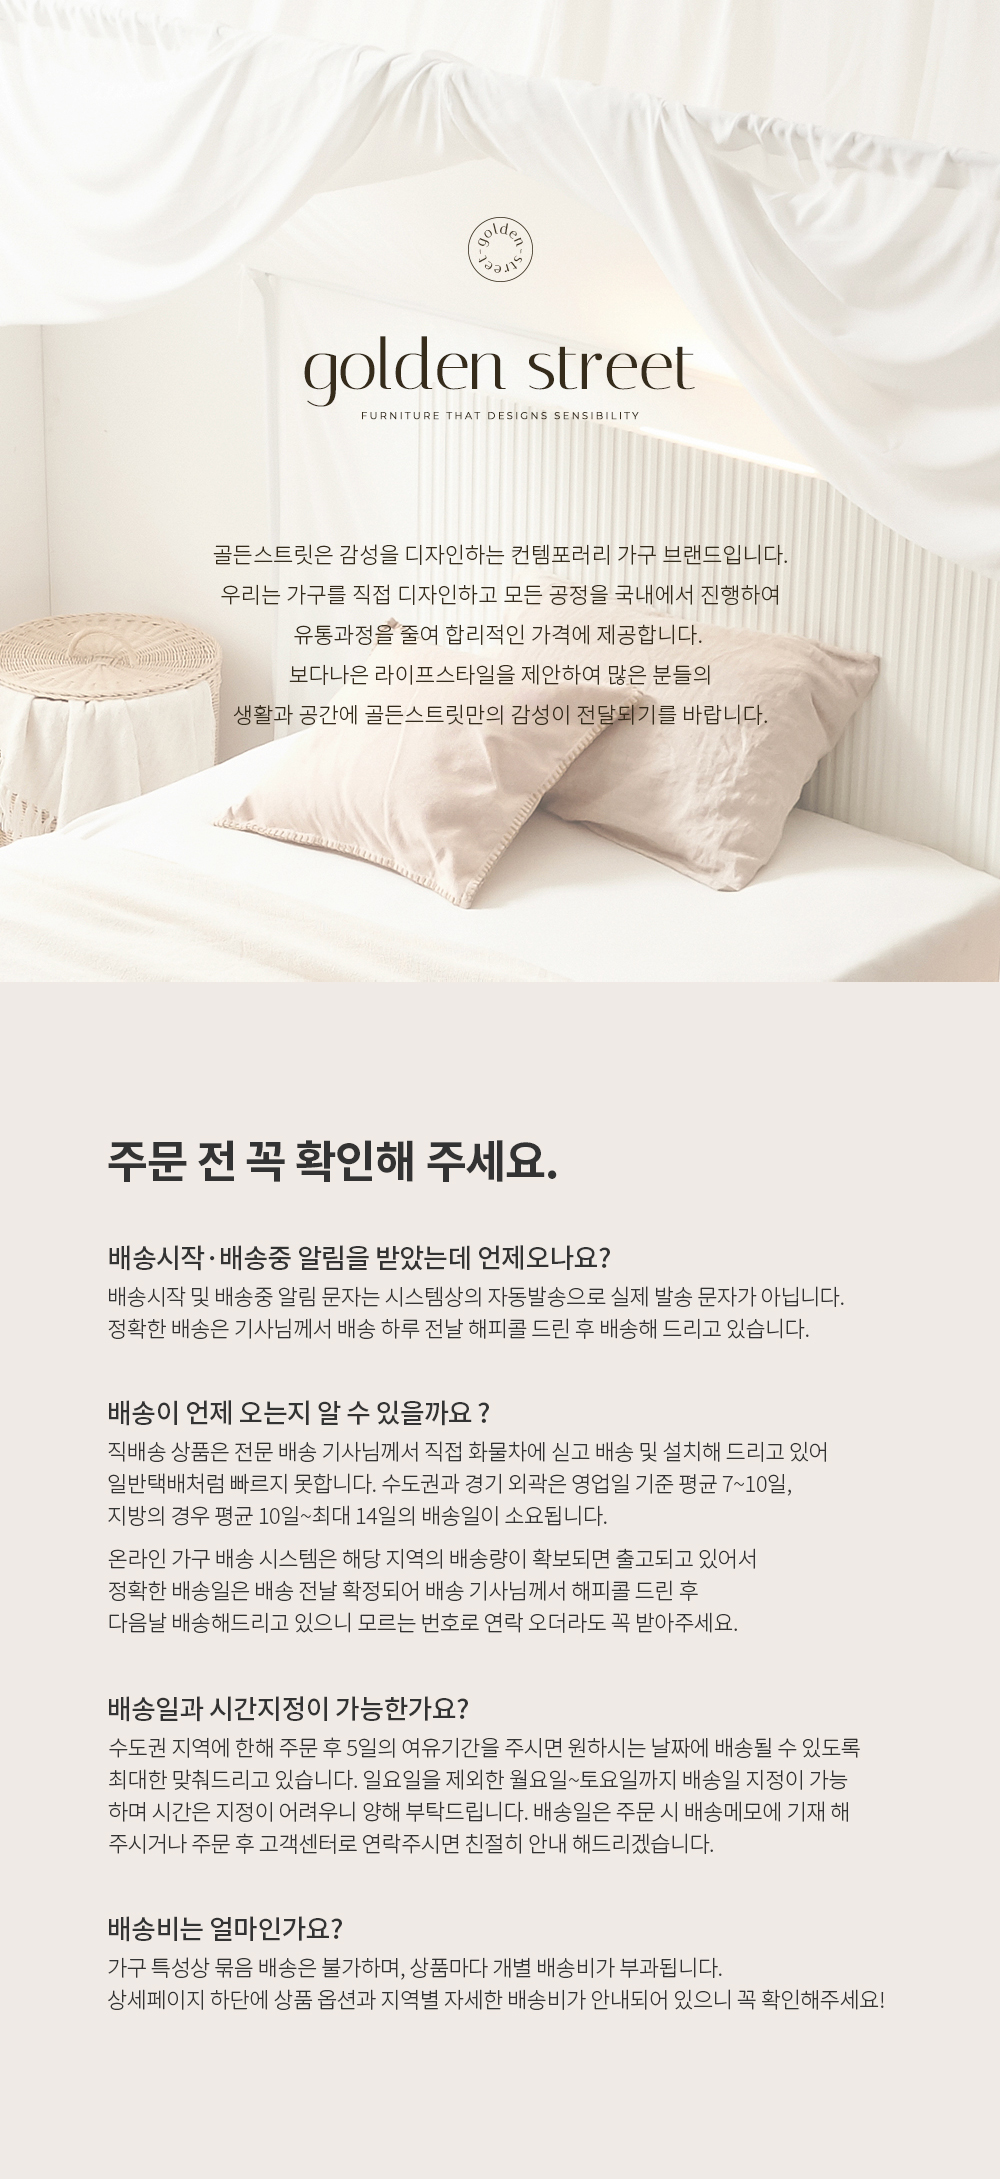 golden-street-
golden street
FURNITURE THAT DESIGNS SENSIBILITY
골든스트릿은 감성을 디자인하는 컨템포러리 가구 브랜드입니다.
우리는 가구를 직접 디자인하고 모든 공정을 국내에서 진행하여
유통과정을 줄여 합리적인 가격에 제공합니다.
보다나은 라이프스타일을 제안하여 많은 분들의
생활과 공간에 골든스트릿만의 감성이 전달되기를 바랍니다.
주문 전 꼭 확인해 주세요.
배송시작·배송중 알림을 받았는데 언제오나요?
배송시작 및 배송중 알림 문자는 시스템상의 자동발송으로 실제 발송 문자가 아닙니다.
정확한 배송은 기사님께서 배송 하루 전날 해피콜 드린 후 배송해 드리고 있습니다.
배송이 언제 오는지 알 수 있을까요 ?
직배송 상품은 전문 배송 기사님께서 직접 화물차에 싣고 배송 및 설치해 드리고 있어
일반택배처럼 빠르지 못합니다. 수도권과 경기 외곽은 영업일 기준 평균 7~10일,
지방의 경우 평균 10일~최대 14일의 배송일이 소요됩니다.
온라인 가구 배송 시스템은 해당 지역의 배송량이 확보되면 출고되고 있어서
정확한 배송일은 배송 전날 확정되어 배송 기사님께서 해피콜 드린 후
다음날 배송해드리고 있으니 모르는 번호로 연락 오더라도 꼭 받아주세요.
배송일과 시간지정이 가능한가요?
수도권 지역에 한해 주문 후 5일의 여유기간을 주시면 원하시는 날짜에 배송될 수 있도록
최대한 맞춰드리고 있습니다. 일요일을 제외한 월요일~토요일까지 배송일 지정이 가능
하며 시간은 지정이 어려우니 양해 부탁드립니다. 배송일은 주문 시 배송메모에 기재 해
주시거나 주문 후 고객센터로 연락주시면 친절히 안내 해드리겠습니다.
배송비는 얼마인가요?
가구 특성상 묶음 배송은 불가하며, 상품마다 개별 배송비가 부과됩니다.
상세페이지 하단에 상품 옵션과 지역별 자세한 배송비가 안내되어 있으니 꼭 확인해주세요!